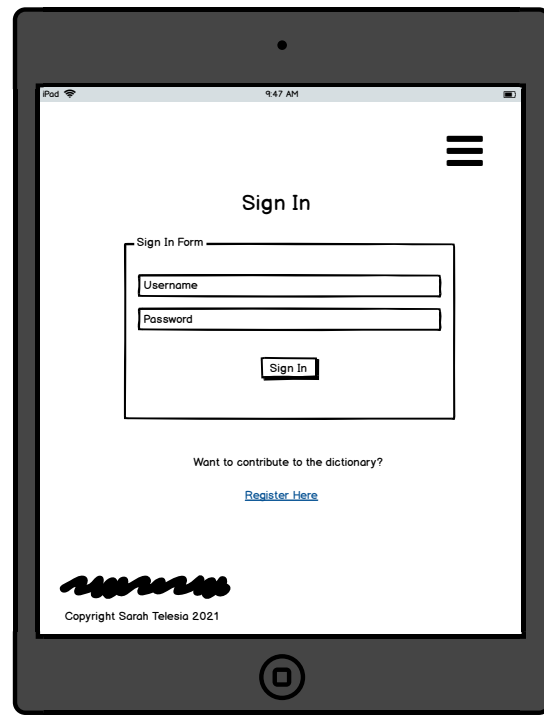 iPad 9:47 AM
Sign In
Sign In Form
Username
Password
Sign In
Want to contribute to the dictionary?
Register Here
Copyright Sarah Telesia 2021